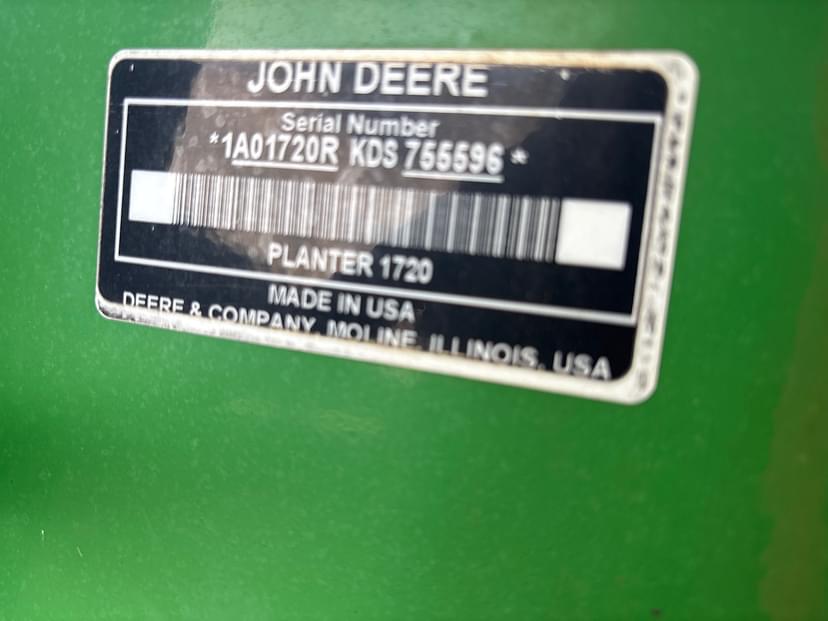 JOHN DEERE
Serial Number
*1A01720R KDS 755596*
PLANTER 1720
MADE IN USA
DEERE & COMPANY, MOLINE, ILLINOIS, USA